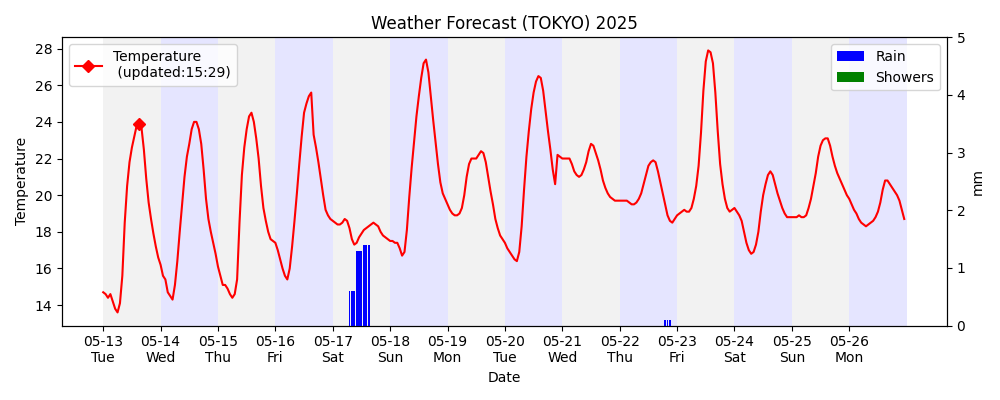 Weather Forecast (TOKYO) 2025
Temperature
(updated:15:29)
Rain
Showers
Temperature
28
26
24
22
20
18
16
14
5
4
3
2
1
0
mm
05-13 05-14 05-15 05-16 05-17 05-18 05-19 05-20 05-21 05-22 05-23 05-24 05-25 05-26
Tue Wed Thu Fri Sat Sun Mon Tue Wed Thu Fri Sat Sun Mon
Date